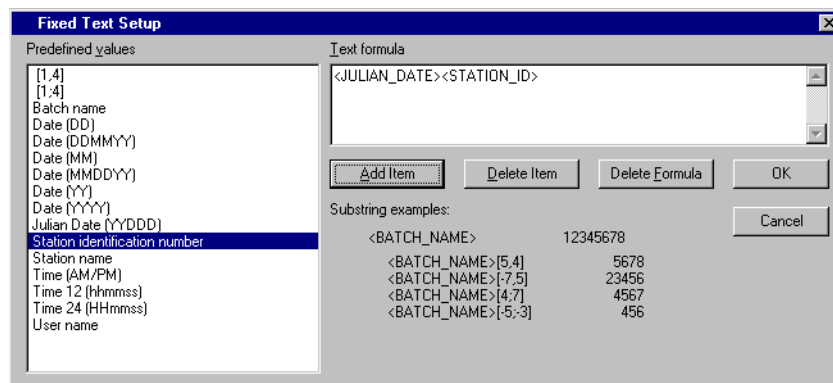 Fixed Text Setup
Predefined values
[1,4]
[1;4]
Batch name
Date (DD)
Date (DDMMYY)
Date (MM)
Date (MMDDYY)
Date (YY)
Date (YYYY)
Julian Date (YYDDD)
Station identification number
Station name
Time (AM/PM)
Time 12 (hhmmss)
Time 24 (HHmmss)
User name
Text formula
<JULIAN_DATE><STATION_ID>
Add Item Delete Item Delete Formula OK
Cancel
Substring examples:
<BATCH_NAME> 12345678
<BATCH_NAME>[5,4] 5678
<BATCH_NAME>[-7,5] 23456
<BATCH_NAME>[4;7] 4567
<BATCH_NAME>[-5;-3] 456